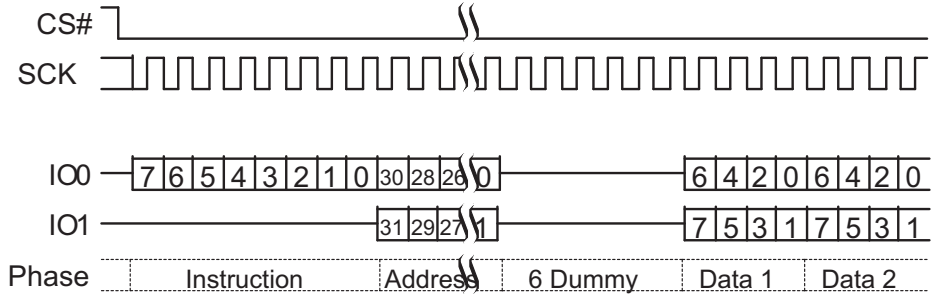 CS#
SCK
IO0 7 6 5 4 3 2 1 0 30 28 26 0 6 4 2 0 6 4 2 0
IO1 31 29 27 1 7 5 3 1 7 5 3 1
Phase Instruction Address 6 Dummy Data 1 Data 2